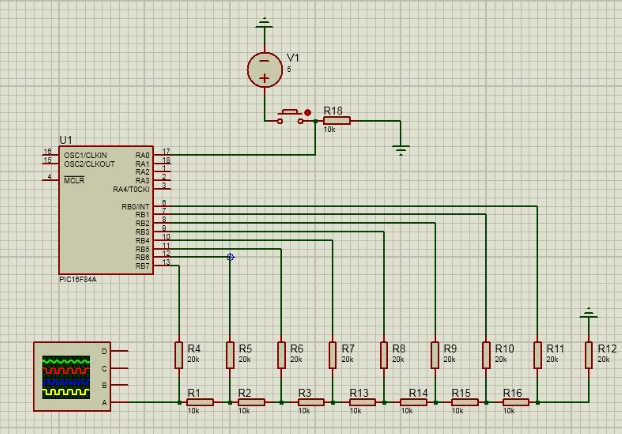 V1
5
R18
10k
U1
16 OSC1/CLKIN RA0 17
15 OSC2/CLKOUT RA1 18
RA2 1
4 MCLR RA3 2
RA4/T0CKI 3
RB0/INT 6
RB1 7
RB2 8
RB3 9
RB4 10
RB5 11
RB6 12
RB7 13
PIC16F84A
R4 R5 R6 R7 R8 R9 R10 R11 R12
20k 20k 20k 20k 20k 20k 20k 20k 20k
D
C
B
A
R1 R2 R3 R13 R14 R15 R16
10k 10k 10k 10k 10k 10k 10k